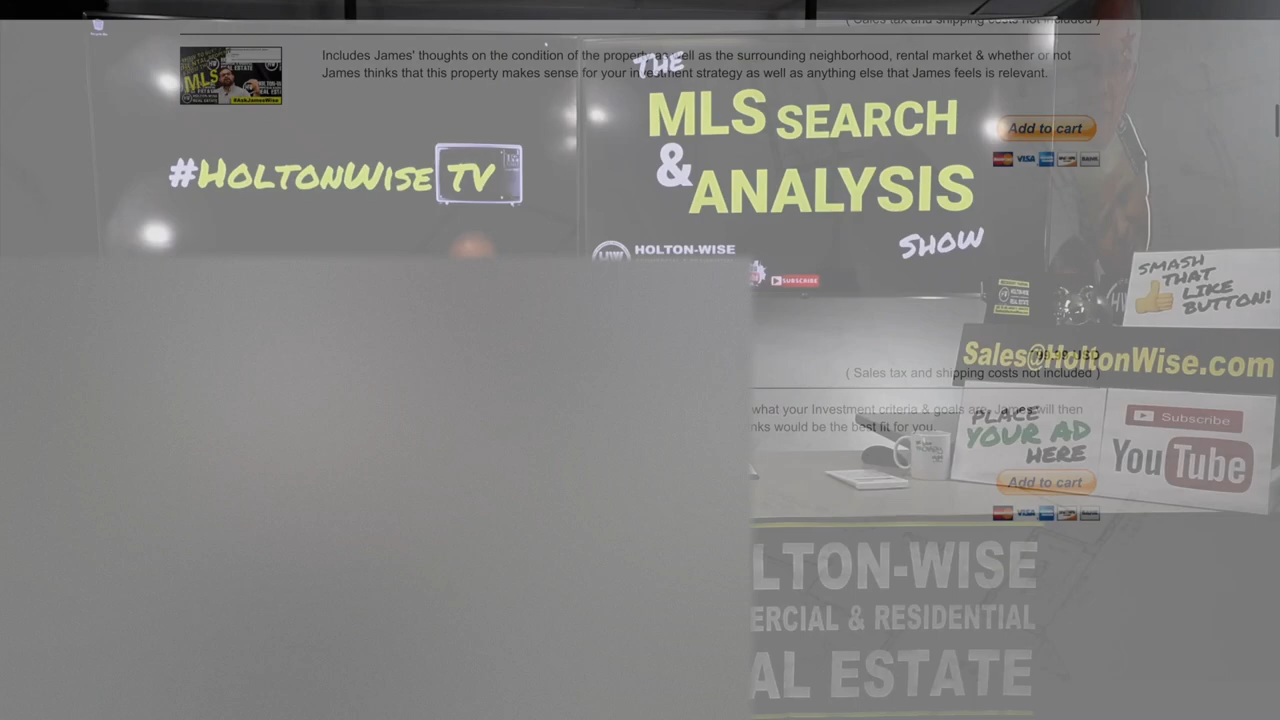 ( Sales tax and shipping costs not included )
Includes James' thoughts on the condition of the property as well as the surrounding neighborhood, rental market & whether or not
James thinks that this property makes sense for your investment strategy as well as anything else that James feels is relevant.
MLS
#AskJamesWise
THE
MLS SEARCH
& ANALYSIS
SHOW
#HOLTONWISE TV
HOLTON-WISE
SUBSCRIBE
Add to cart
VISA
SMASH
THAT
LIKE
BUTTON!
Sales@HoltonWise.com
( Sales tax and shipping costs not included )
what your Investment criteria & goals are, James will then
nks would be the best fit for you.
PLACE
YOUR AD
HERE
Subscribe
YouTube
Add to cart
VISA
LTON-WISE
ERCIAL & RESIDENTIAL
AL ESTATE